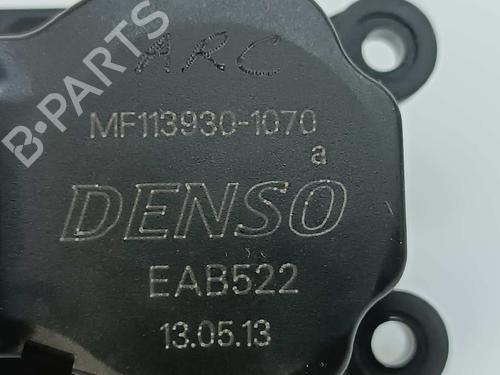 ARC
MF113930-1070
a
DENSO
EAB522
13.05.13
B-PARTS